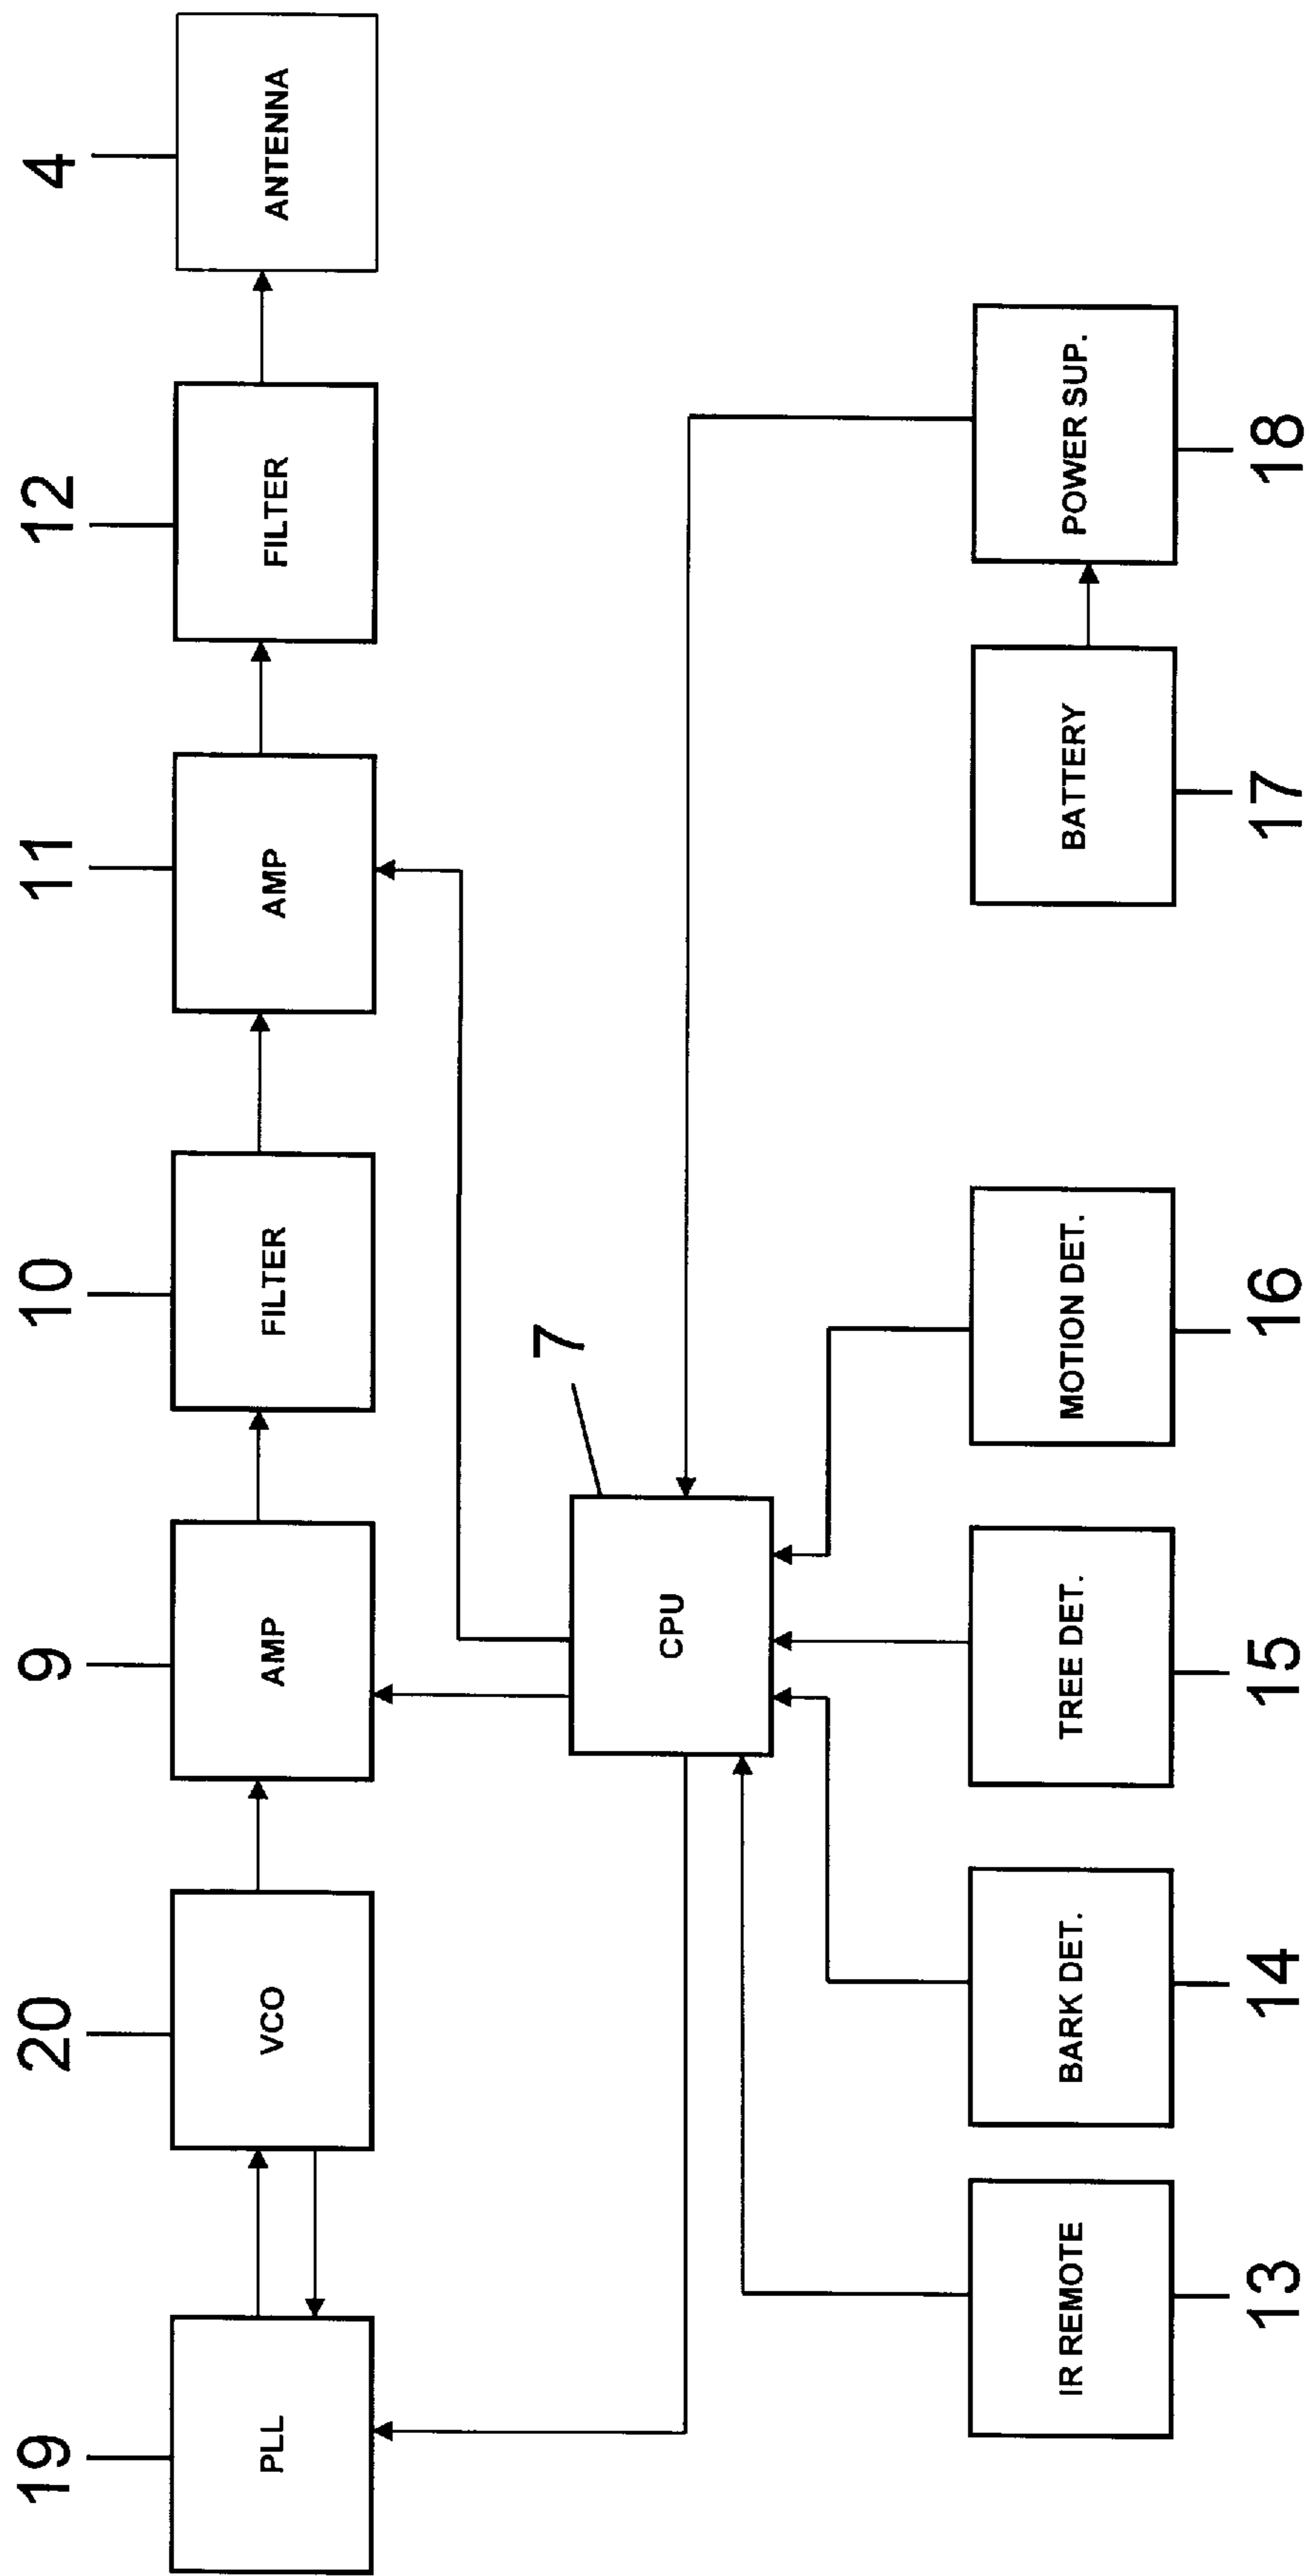 19
20
9
10
11
12
4
PLL
VCO
AMP
FILTER
AMP
FILTER
ANTENNA
7
CPU
IR REMOTE
BARK DET.
TREE DET.
MOTION DET.
BATTERY
POWER SUP.
13
14
15
16
17
18